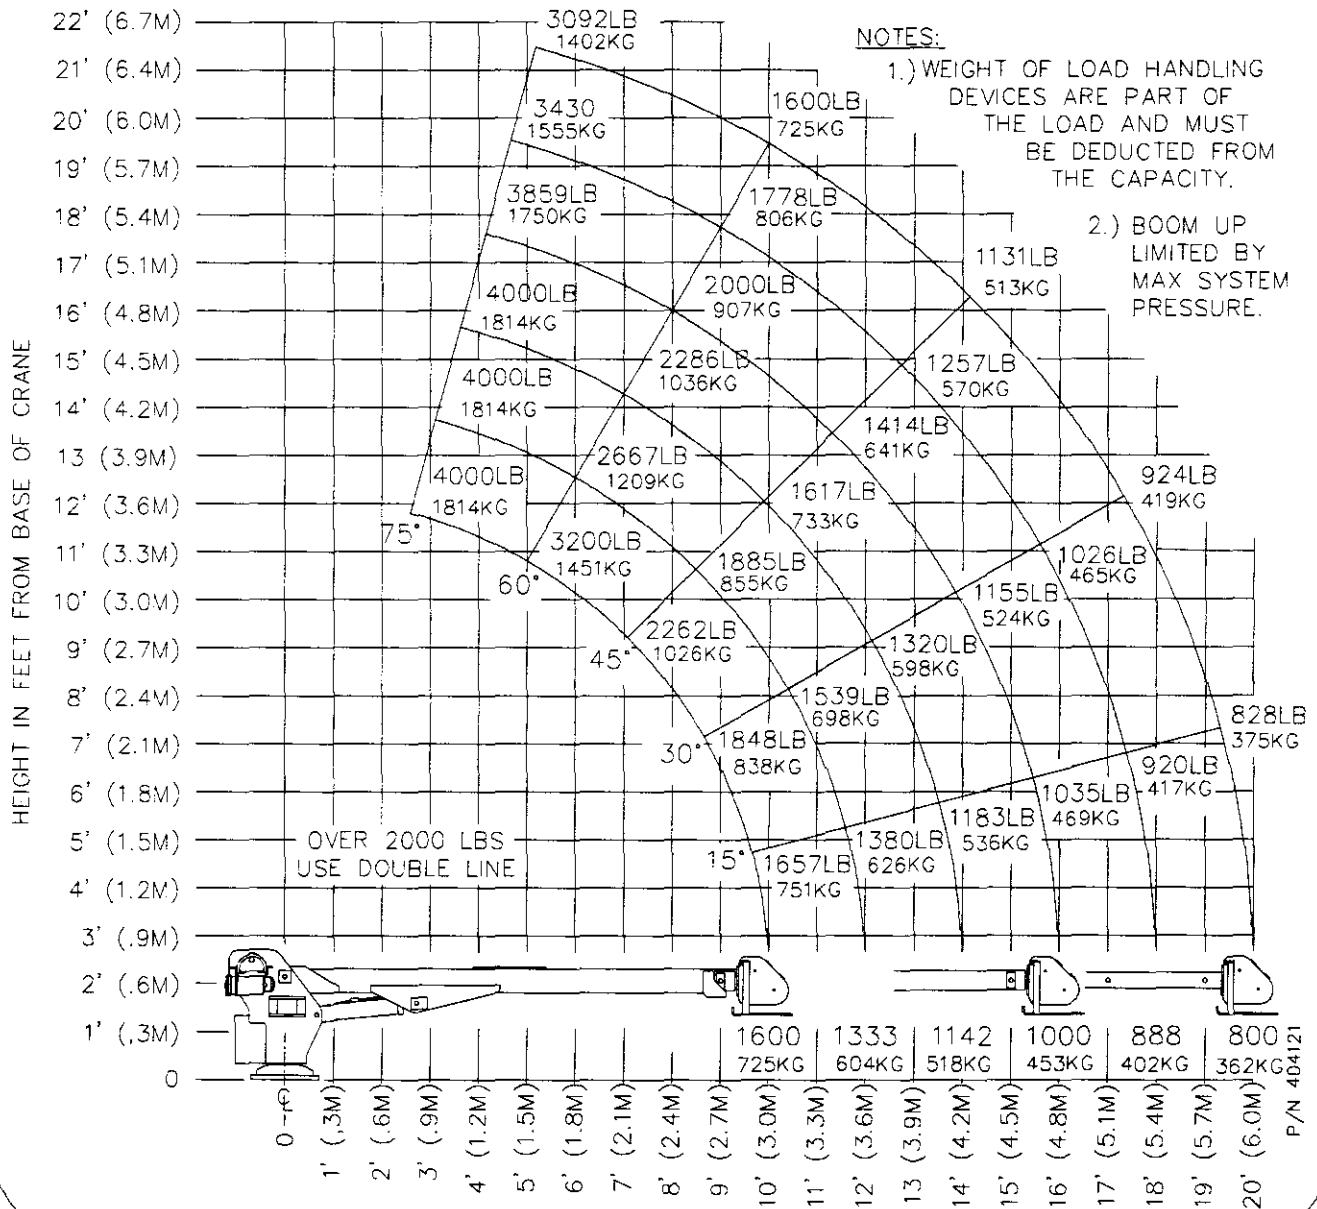 22' (6.7M)
21' (6.4M)
20' (6.0M)
19' (5.7M)
18' (5.4M)
17' (5.1M)
16' (4.8M)
15' (4.5M)
14' (4.2M)
13 (3.9M)
12' (3.6M)
11' (3.3M)
10' (3.0M)
9' (2.7M)
8' (2.4M)
7' (2.1M)
6' (1.8M)
5' (1.5M)
4' (1.2M)
3' (.9M)
2' (.6M)
1' (,3M)
0
HEIGHT IN FEET FROM BASE OF CRANE
NOTES:
1.) WEIGHT OF LOAD HANDLING
DEVICES ARE PART OF
THE LOAD AND MUST
BE DEDUCTED FROM
THE CAPACITY.
2.) BOOM UP
LIMITED BY
MAX SYSTEM
PRESSURE.
3092LB
1402KG
3430
1555KG
3859LB
1750KG
4000LB
1814KG
4000LB
1814KG
4000LB
1814KG
75°
1600LB
725KG
1778LB
806KG
2000LB
907KG
2286LB
1036KG
2667LB
1209KG
3200LB
1451KG
60°
1131LB
513KG
1257LB
570KG
1414LB
641KG
1617LB
733KG
1885LB
855KG
2262LB
1026KG
45°
924LB
419KG
1026LB
465KG
1155LB
524KG
1320LB
598KG
1539LB
698KG
1848LB
838KG
30°
828LB
375KG
920LB
417KG
1035LB
469KG
1183LB
536KG
1380LB
626KG
1657LB
751KG
15°
OVER 2000 LBS
USE DOUBLE LINE
1600
725KG
1333
604KG
1142
518KG
1000
453KG
888
402KG
800
362KG
P/N 404121
0
1' (.3M)
2' (.6M)
3' (.9M)
4' (1.2M)
5' (1.5M)
6' (1.8M)
7' (2.1M)
8' (2.4M)
9' (2.7M)
10' (3.0M)
11' (3.3M)
12' (3.6M)
13 (3.9M)
14' (4.2M)
15' (4.5M)
16' (4.8M)
17' (5.1M)
18' (5.4M)
19' (5.7M)
20' (6.0M)